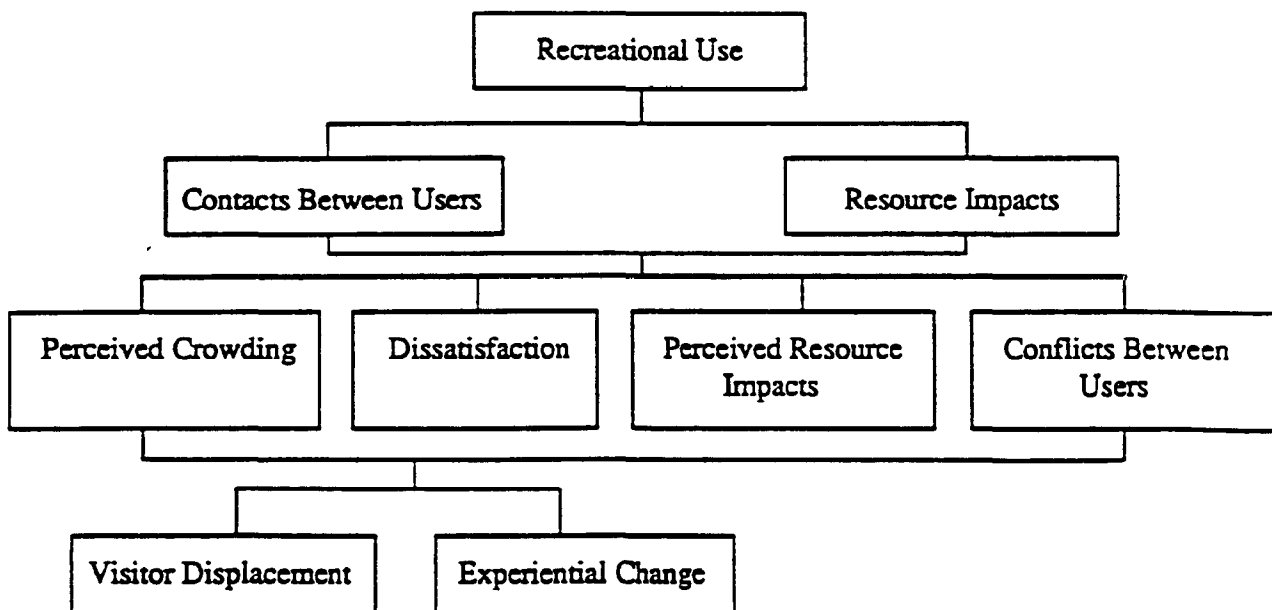 Recreational Use
Contacts Between Users
Resource Impacts
Perceived Crowding
Dissatisfaction
Perceived Resource
Impacts
Conflicts Between
Users
Visitor Displacement
Experiential Change